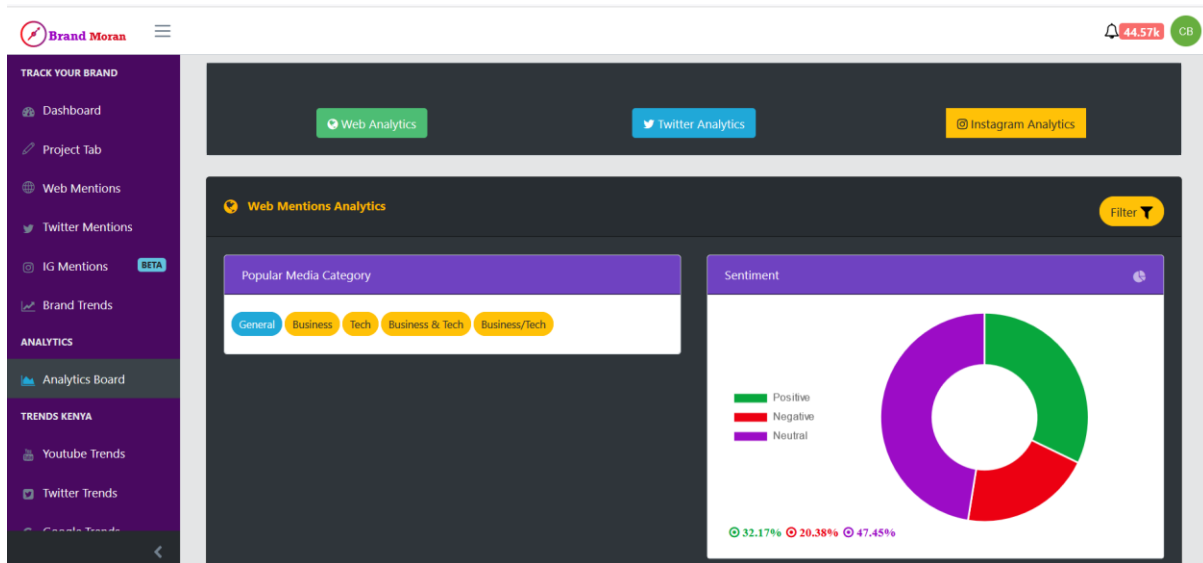 Brand Moran
44.57k
CB
TRACK YOUR BRAND
Dashboard
Project Tab
Web Mentions
Twitter Mentions
IG Mentions BETA
Brand Trends
ANALYTICS
Analytics Board
TRENDS KENYA
Youtube Trends
Twitter Trends
Google Trends
Web Analytics
Twitter Analytics
Instagram Analytics
Web Mentions Analytics
Filter
Popular Media Category
General Business Tech Business & Tech Business/Tech
Sentiment
Positive
Negative
Neutral
32.17% 20.38% 47.45%